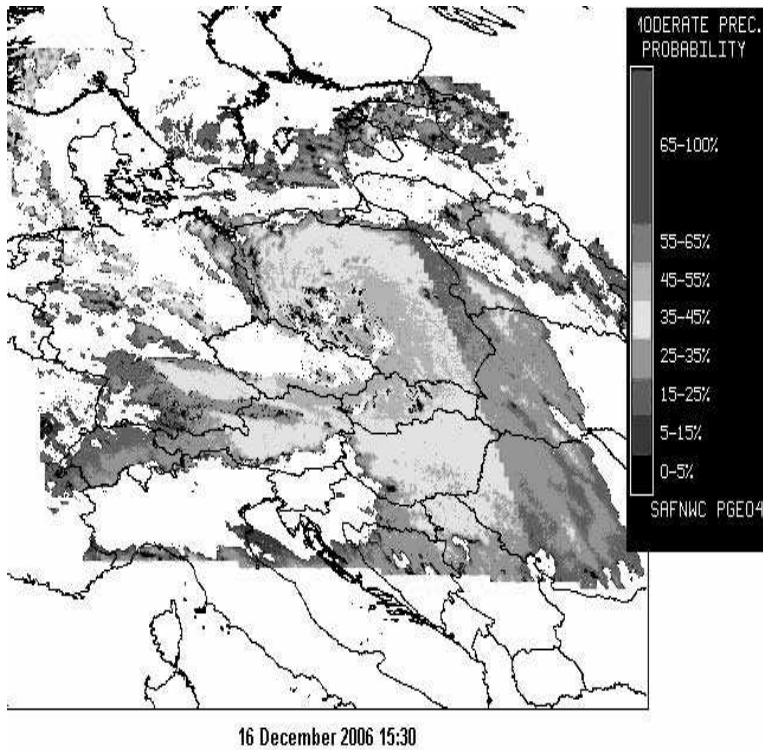 MODERATE PREC.
PROBABILITY
65-100%
55-65%
45-55%
35-45%
25-35%
15-25%
5-15%
0-5%
SAFNWC PGE04
16 December 2006 15:30